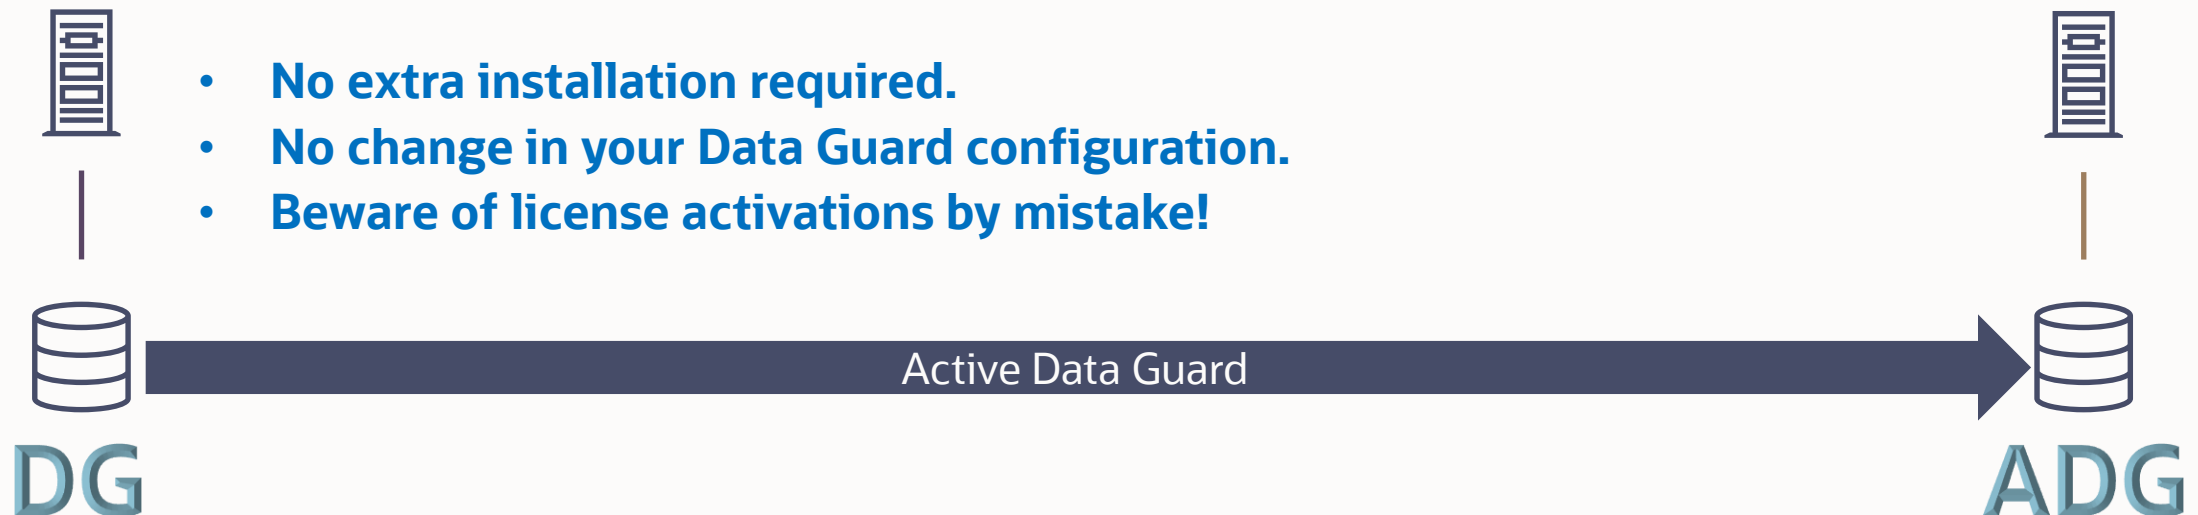 • No extra installation required.
• No change in your Data Guard configuration.
• Beware of license activations by mistake!
Active Data Guard
DG
ADG